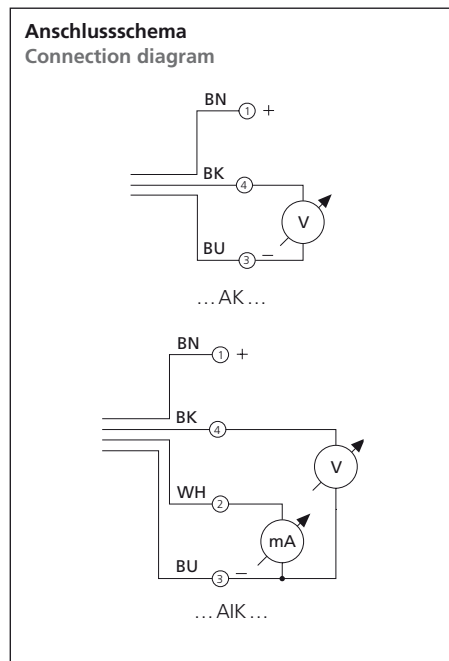 Anschlussschema
Connection diagram
BN ① +
BK ④
V
BU ③ −
...AK...
BN ① +
BK ④
V
WH ②
mA
BU ③ −
...AIK...